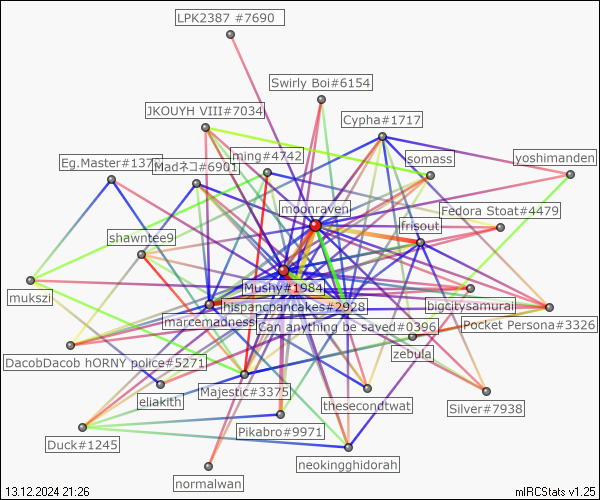 LPK2387 #7690
Swirly Boi#6154
JKOUYH VIII#7034
Cypha#1717
ming#4742
somass
yoshimanden
Eg.Master#137
Madネコ#6901
moonraven
Fedora Stoat#4479
frisout
shawntee9
Mushy#1984
mukszi
hispancpancakes#2928
bigcitysamurai
marcemadness
Can anything be saved#0396
Pocket Persona#3326
zebula
DacobDacob hORNY police#5271
Majestic#3375
eliakith
thesecondtwat
Silver#7938
Pikabro#9971
Duck#1245
neokingghidorah
normalwan
13.12.2024 21:26
mIRCStats v1.25